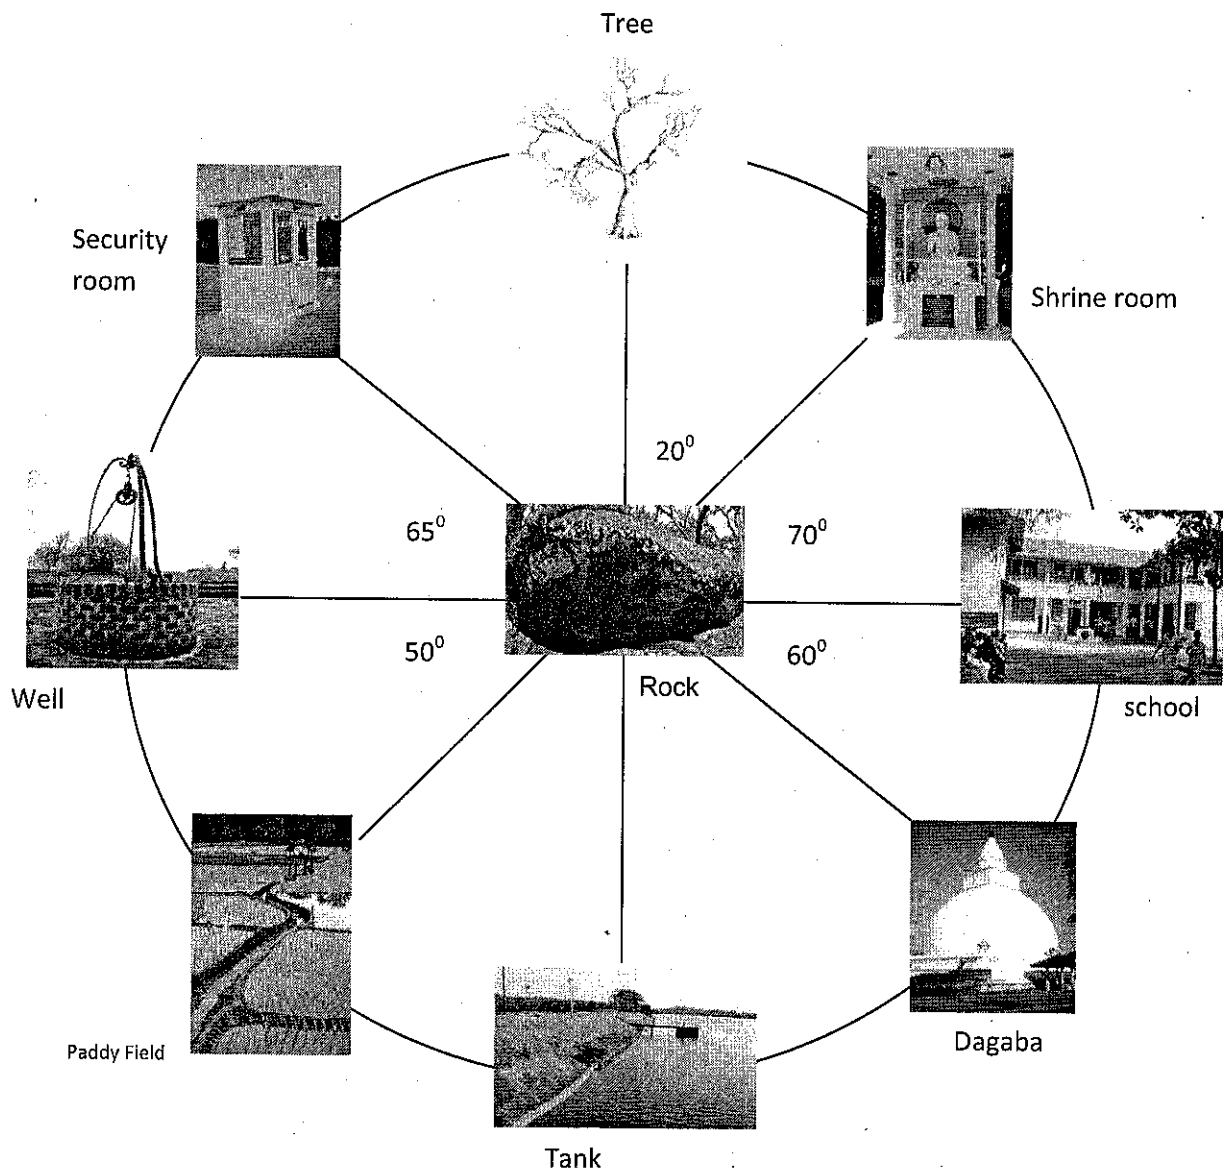 Tree
Security
room
Shrine room
20⁰
65⁰
70⁰
50⁰
60⁰
Rock
Well
school
Paddy Field
Dagaba
Tank